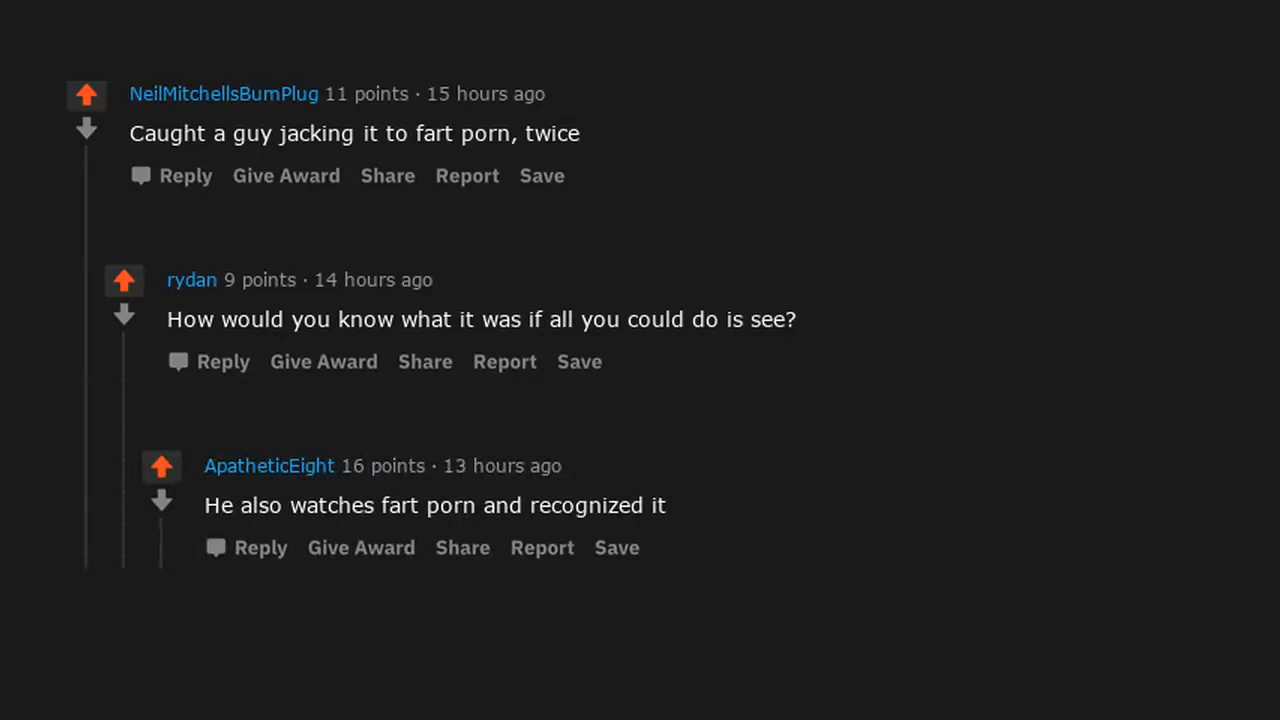 NeilMitchellsBumPlug 11 points · 15 hours ago
Caught a guy jacking it to fart porn, twice
Reply Give Award Share Report Save
rydan 9 points · 14 hours ago
How would you know what it was if all you could do is see?
Reply Give Award Share Report Save
ApatheticEight 16 points · 13 hours ago
He also watches fart porn and recognized it
Reply Give Award Share Report Save